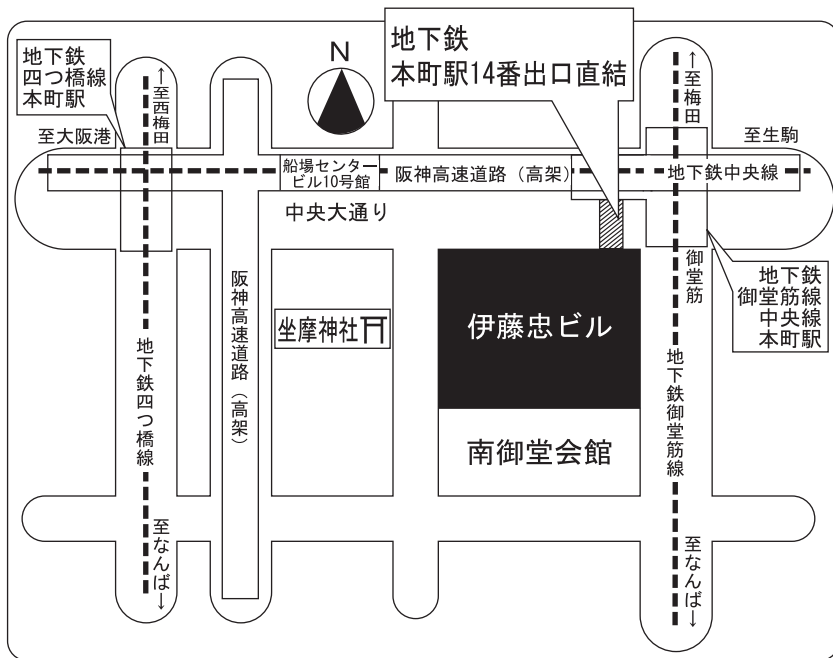 地下鉄
四つ橋線
本町駅
←至西梅田
N
地下鉄
本町駅14番出口直結
←至梅田
至大阪港
至生駒
船場センター
ビル10号館
阪神高速道路（高架）
地下鉄中央線
中央大通り
御堂筋
地下鉄
御堂筋線
中央線
本町駅
阪神高速道路（高架）
坐摩神社
伊藤忠ビル
地下鉄四つ橋線
地下鉄御堂筋線
南御堂会館
至なんば→
至なんば→